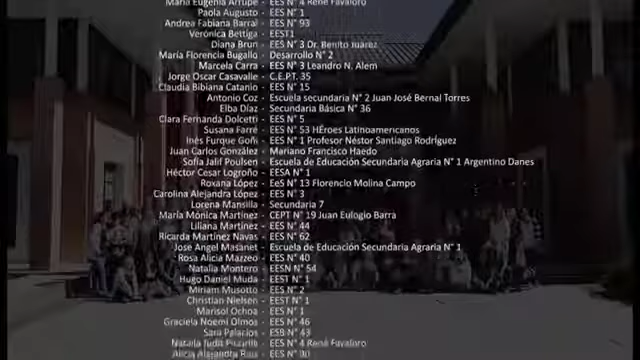 María Eugenia Arrupe - EES N° 4 René Favaloro
Paola Augusto - EES N° 1
Andrea Fabiana Barral - EES N° 93
Verónica Bettiga - EEST1
Diana Brun - EES N° 3 Dr. Benito Juárez
María Florencia Bugallo - Desarrollo N° 2
Marcela Carra - EES N° 3 Leandro N. Alem
Jorge Oscar Casavalle - C.E.P.T. 35
Claudia Bibiana Catanio - EES N° 15
Antonio Coz - Escuela secundaria N° 2 Juan José Bernal Torres
Elba Díaz - Secundaria Básica N° 36
Clara Fernanda Dolcetti - EES N° 5
Susana Farré - EES N° 53 HÉroes Latinoamericanos
Inés Furque Goñi - EES N° 1 Profesor Néstor Santiago RodrÍguez
Juan Carlos González - Mariano Francisco Haedo
Sofía Jalif Poulsen - Escuela de Educación Secundaria Agraria N° 1 Argentino Danes
Héctor Cesar Logroño - EESA N° 1
Roxana López - EeS N° 13 Florencio Molina Campo
Carolina Alejandra López - EES N° 3
Lorena Mansilla - Secundaria 7
María Mónica Martinez - CEPT N° 19 Juan Eulogio Barra
Liliana Martinez - EES N° 44
Ricarda Martínez Navas - EES N° 62
Jose Angel Masanet - Escuela de Educación Secundaria Agraria N° 1
Rosa Alicia Mazzeo - EES N° 40
Natalia Montero - EESN N° 54
Hugo Daniel Muda - EEST N° 1
Miriam Musotto - EES N° 2
Christian Nielsen - EEST N° 1
Marisol Ochoa - EES N° 1
Graciela Noemi Olmos - EES N° 46
Sara Palacios - ESB N° 43
Natalia Judit - EES N° 4 René Favaloro
Alicia Alejandra - EES N°